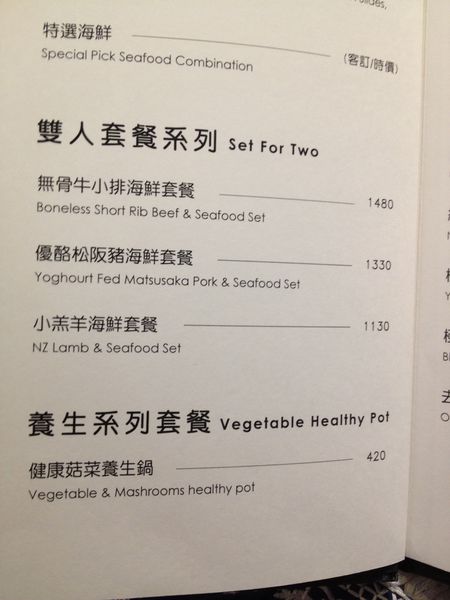 特選海鮮 (客訂/時價)
Special Pick Seafood Combination
雙人套餐系列 Set For Two
無骨牛小排海鮮套餐 1480
Boneless Short Rib Beef & Seafood Set
優酪松阪豬海鮮套餐 1330
Yoghourt Fed Matsusaka Pork & Seafood Set
小羔羊海鮮套餐 1130
NZ Lamb & Seafood Set
養生系列套餐 Vegetable Healthy Pot
健康菇菜養生鍋 420
Vegetable & Mashrooms healthy pot